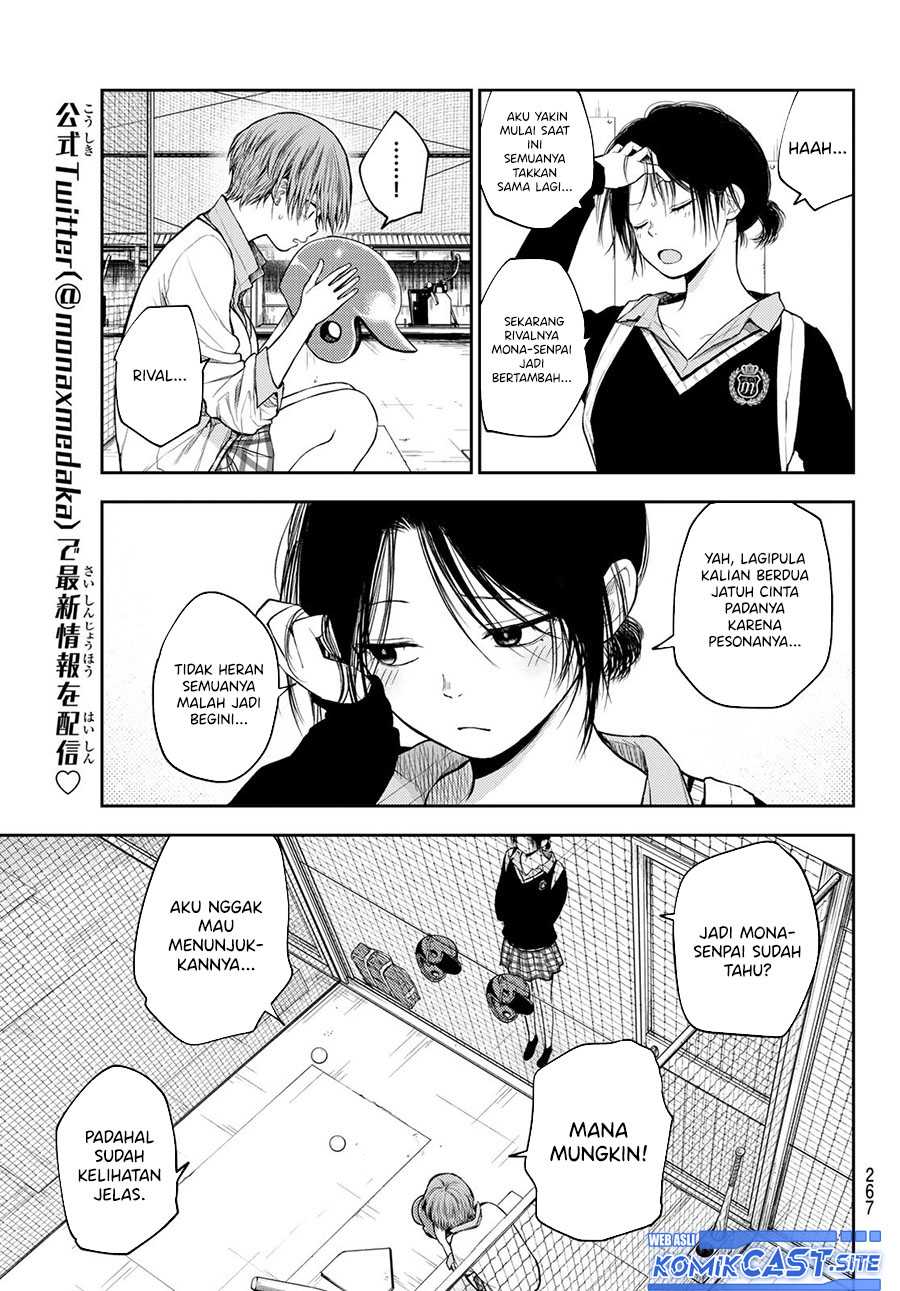 HAAH...
AKU YAKIN
MULAI SAAT
INI
SEMUANYA
TAKKAN
SAMA LAGI...
SEKARANG
RIVALNYA
MONA-SENPAI
JADI
BERTAMBAH...
M
.........!
RIVAL...
YAH, LAGIPULA
KALIAN BERDUA
JATUH CINTA
PADANYA
KARENA
PESONANYA...
TIDAK HERAN
SEMUANYA
MALAH JADI
BEGINI...
JADI MONA-
SENPAI SUDAH
TAHU?
AKU NGGAK
MAU
MENUNJUK-
KANNYA...
MANA
MUNGKIN!
PADAHAL
SUDAH
KELIHATAN
JELAS.
こうしき さいしんじょうほう はいしん
公式Twitter(@monaxmedaka)で最新情報を配信♡
267
WEB ASLI
KOMIKCAST.SITE